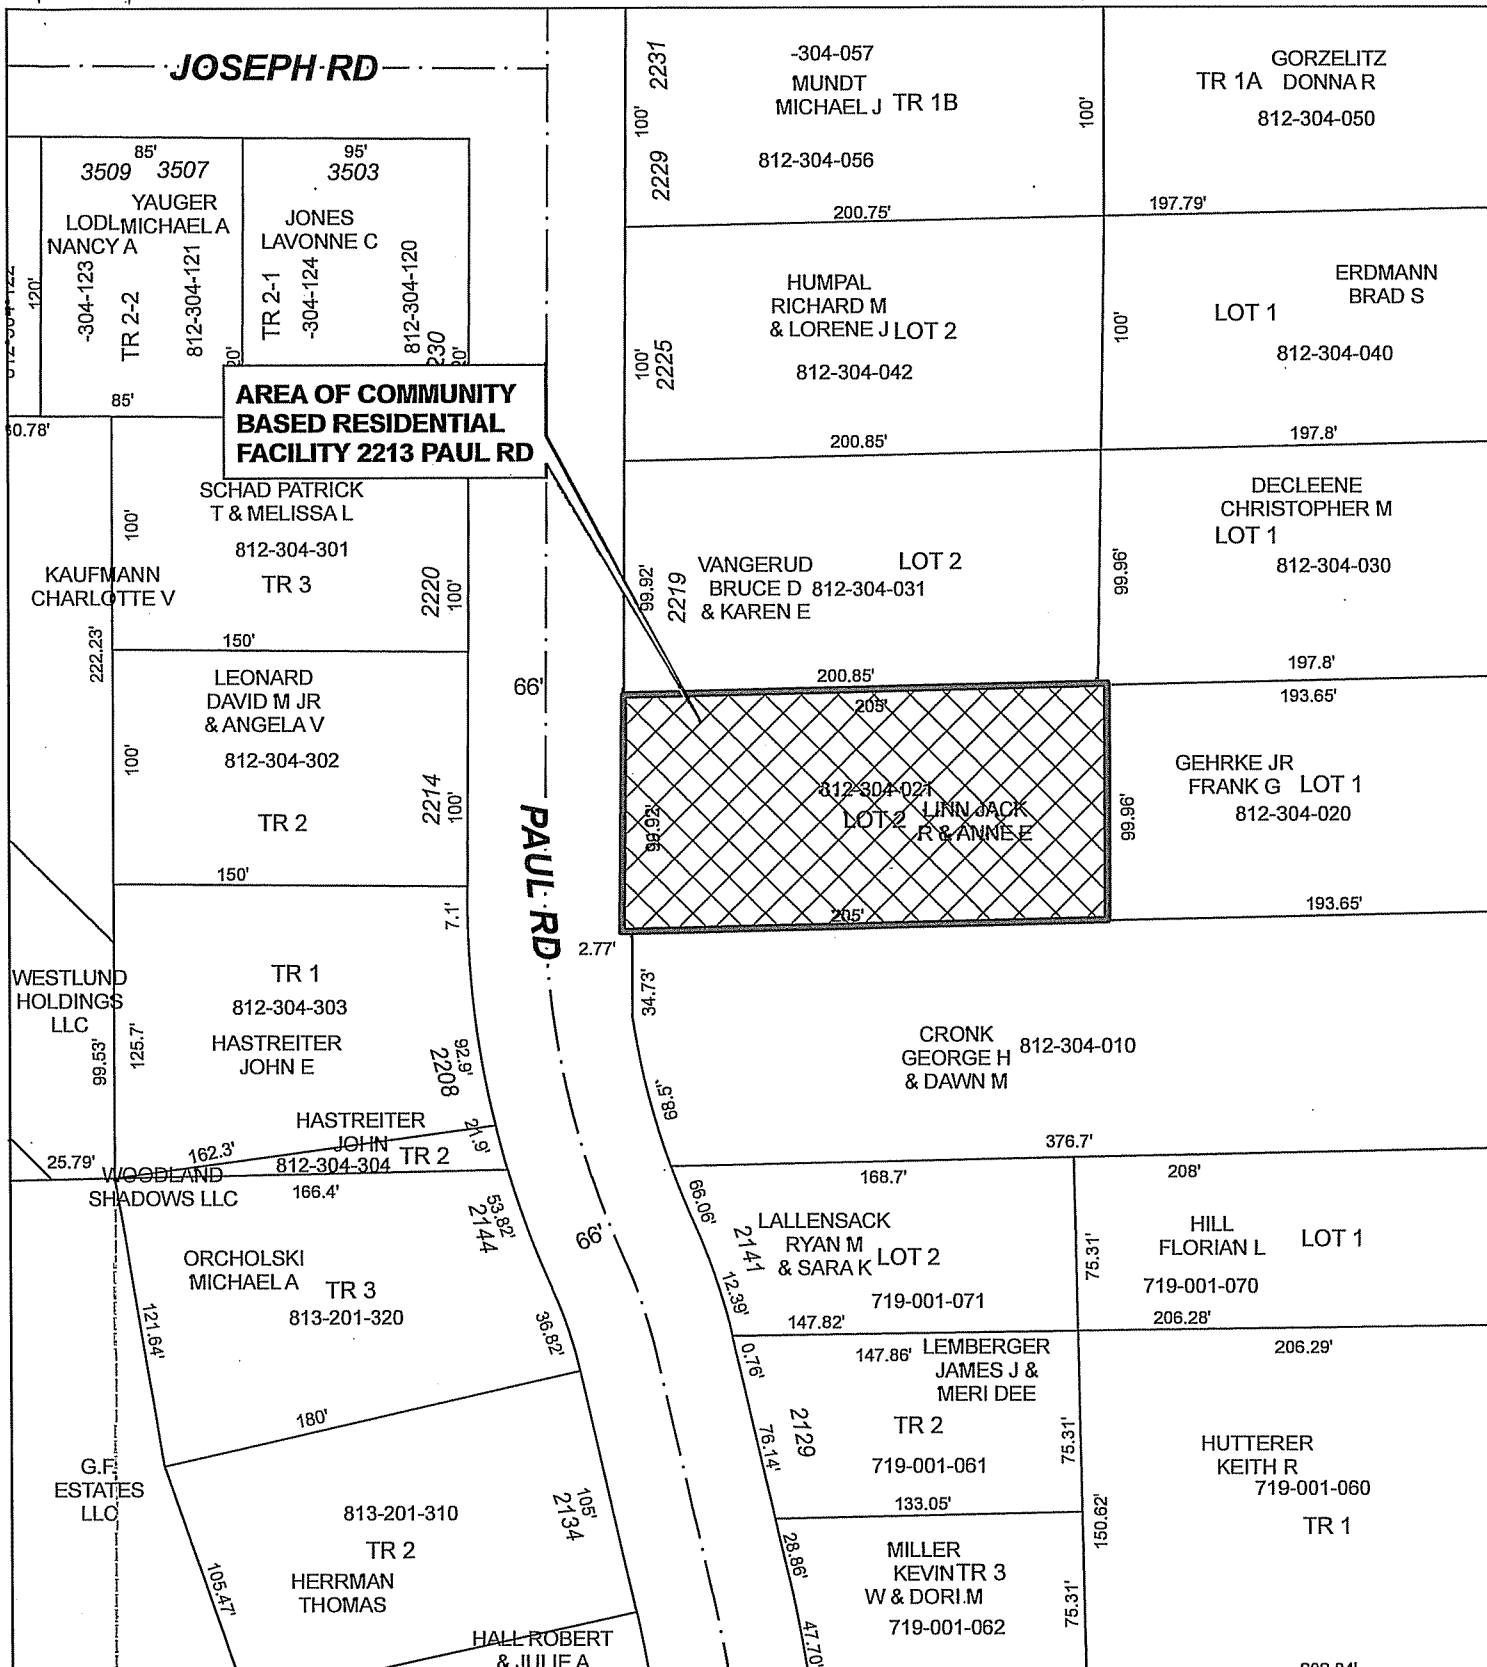 JOSEPH RD
85'
3509 3507
LODL
NANCY A
YAUGER
MICHAEL A
-304-123
TR 2-2
812-304-121
120'
85'
95'
3503
JONES
LAVONNE C
TR 2-1
-304-124
812-304-120
AREA OF COMMUNITY
BASED RESIDENTIAL
FACILITY 2213 PAUL RD
2231
100'
2229
-304-057
MUNDT
MICHAEL J TR 1B
812-304-056
100'
200.75'
GORZELITZ
TR 1A DONNA R
812-304-050
197.79'
HUMPAL
RICHARD M
& LORENE J LOT 2
812-304-042
100'
2225
200.85'
100'
ERDMANN
BRAD S
LOT 1
812-304-040
197.8'
SCHAD PATRICK
T & MELISSA L
812-304-301
TR 3
100'
2220
100'
150'
KAUFMANN
CHARLOTTE V
222.23'
VANGERUD
BRUCE D 812-304-031
& KAREN E
LOT 2
99.92'
2219
200.85'
99.96'
DECLEENE
CHRISTOPHER M
LOT 1
812-304-030
197.8'
LEONARD
DAVID M JR
& ANGELA V
812-304-302
TR 2
100'
2214
100'
150'
66'
PAUL RD
205'
812-304-021
LOT 2
LINN JACK
R & ANNE E
99.92'
205'
99.96'
193.65'
GEHRKE JR
FRANK G LOT 1
812-304-020
193.65'
7.1'
2.77'
34.73'
WESTLUND
HOLDINGS
LLC
99.53'
125.7'
TR 1
812-304-303
HASTREITER
JOHN E
92.9'
2208
68.5'
CRONK
GEORGE H 812-304-010
& DAWN M
376.7'
HASTREITER
JOHN
812-304-304 TR 2
21.9'
162.3'
25.79'
WOODLAND
SHADOWS LLC
166.4'
53.82'
2144
66'
ORCHOLSKI
MICHAEL A TR 3
813-201-320
121.64'
36.82'
180'
168.7'
66.06'
2141
LALLENSACK
RYAN M
& SARA K LOT 2
719-001-071
12.39'
147.82'
75.31'
208'
HILL
FLORIAN L LOT 1
719-001-070
206.28'
147.86'
0.76'
LEMBERGER
JAMES J &
MERI DEE
TR 2
719-001-061
76.14'
2129
75.31'
133.05'
206.29'
HUTTERER
KEITH R
719-001-060
TR 1
150.62'
G.F.
ESTATES
LLC
813-201-310
TR 2
HERRMAN
THOMAS
105'
2134
105.47'
28.86'
MILLER
KEVIN TR 3
W & DORI M
719-001-062
75.31'
47.70'
HALL ROBERT
& JULIE A